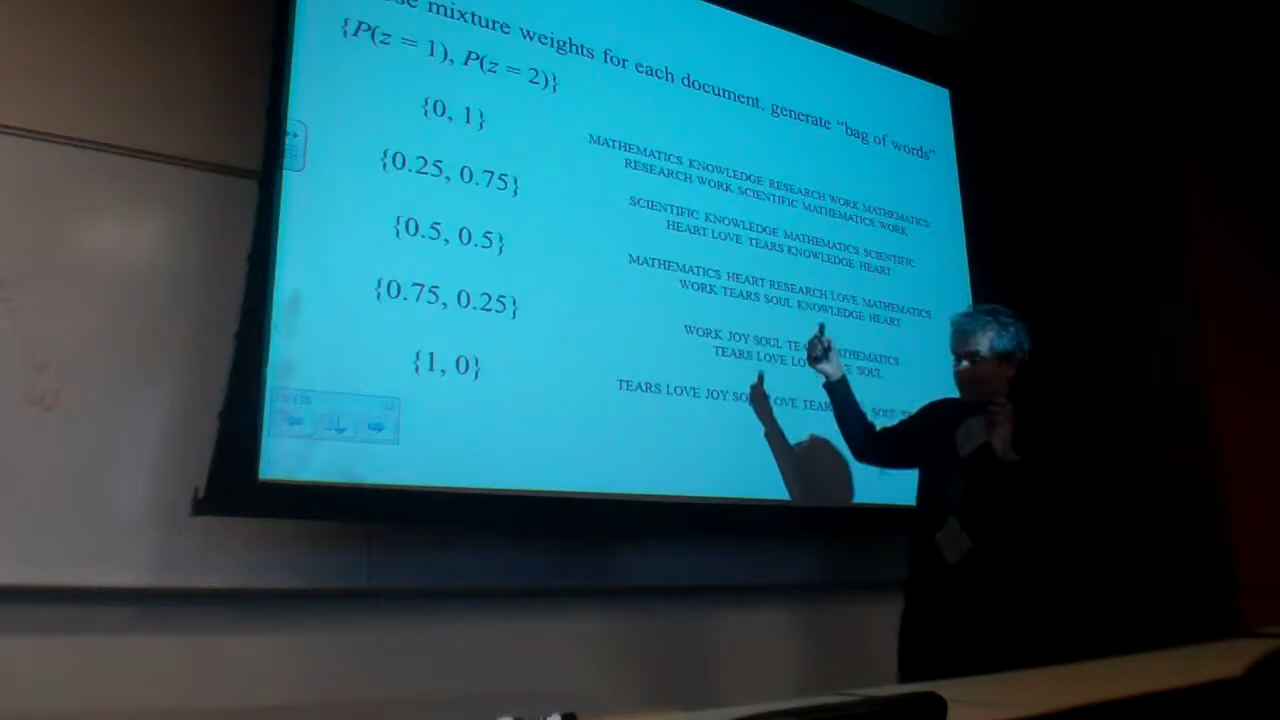 mixture weights for each document, generate "bag of words"
{P(z = 1), P(z = 2)}
{0, 1}
MATHEMATICS KNOWLEDGE RESEARCH WORK MATHEMATICS
RESEARCH WORK SCIENTIFIC MATHEMATICS WORK
{0.25, 0.75}
SCIENTIFIC KNOWLEDGE MATHEMATICS SCIENTIFIC
HEART LOVE TEARS KNOWLEDGE HEART
{0.5, 0.5}
MATHEMATICS HEART RESEARCH LOVE MATHEMATICS
WORK TEARS SOUL KNOWLEDGE HEART
{0.75, 0.25}
WORK JOY SOUL
TEARS LOVE SOUL
{1, 0}
TEARS LOVE JOY